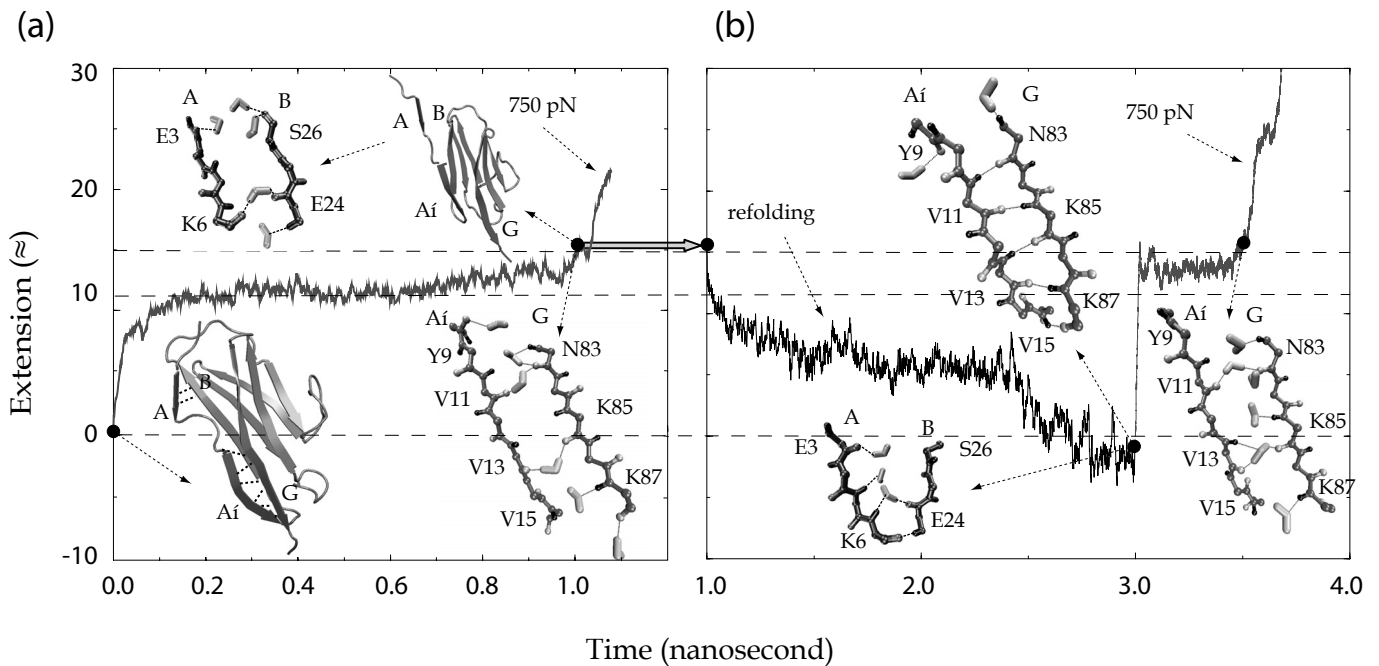 (a)
(b)
Extension (≈)
30
20
10
0
-10
A
B
E3
S26
K6
E24
A
B
Aí
G
750 pN
A
B
Aí
G
Aí
G
Y9
N83
V11
K85
V13
K87
V15
0.0 0.2 0.4 0.6 0.8 1.0
refolding
Aí
G
Y9
N83
V11
K85
V13
K87
V15
750 pN
A
B
E3
S26
K6
E24
Aí
G
Y9
N83
V11
K85
V13
K87
V15
1.0 2.0 3.0 4.0
Time (nanosecond)